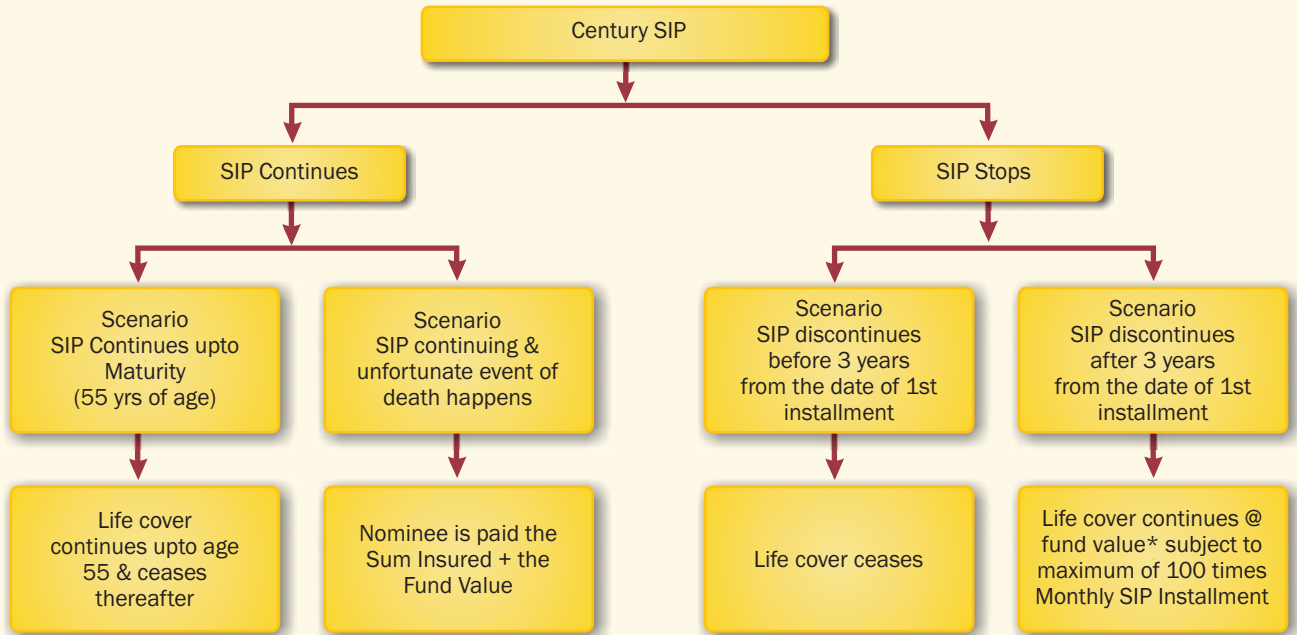 Century SIP
SIP Continues
SIP Stops
Scenario
SIP Continues upto
Maturity
(55 yrs of age)
Scenario
SIP continuing &
unfortunate event of
death happens
Scenario
SIP discontinues
before 3 years
from the date of 1st
installment
Scenario
SIP discontinues
after 3 years
from the date of 1st
installment
Life cover
continues upto age
55 & ceases
thereafter
Nominee is paid the
Sum Insured + the
Fund Value
Life cover ceases
Life cover continues @
fund value* subject to
maximum of 100 times
Monthly SIP Installment